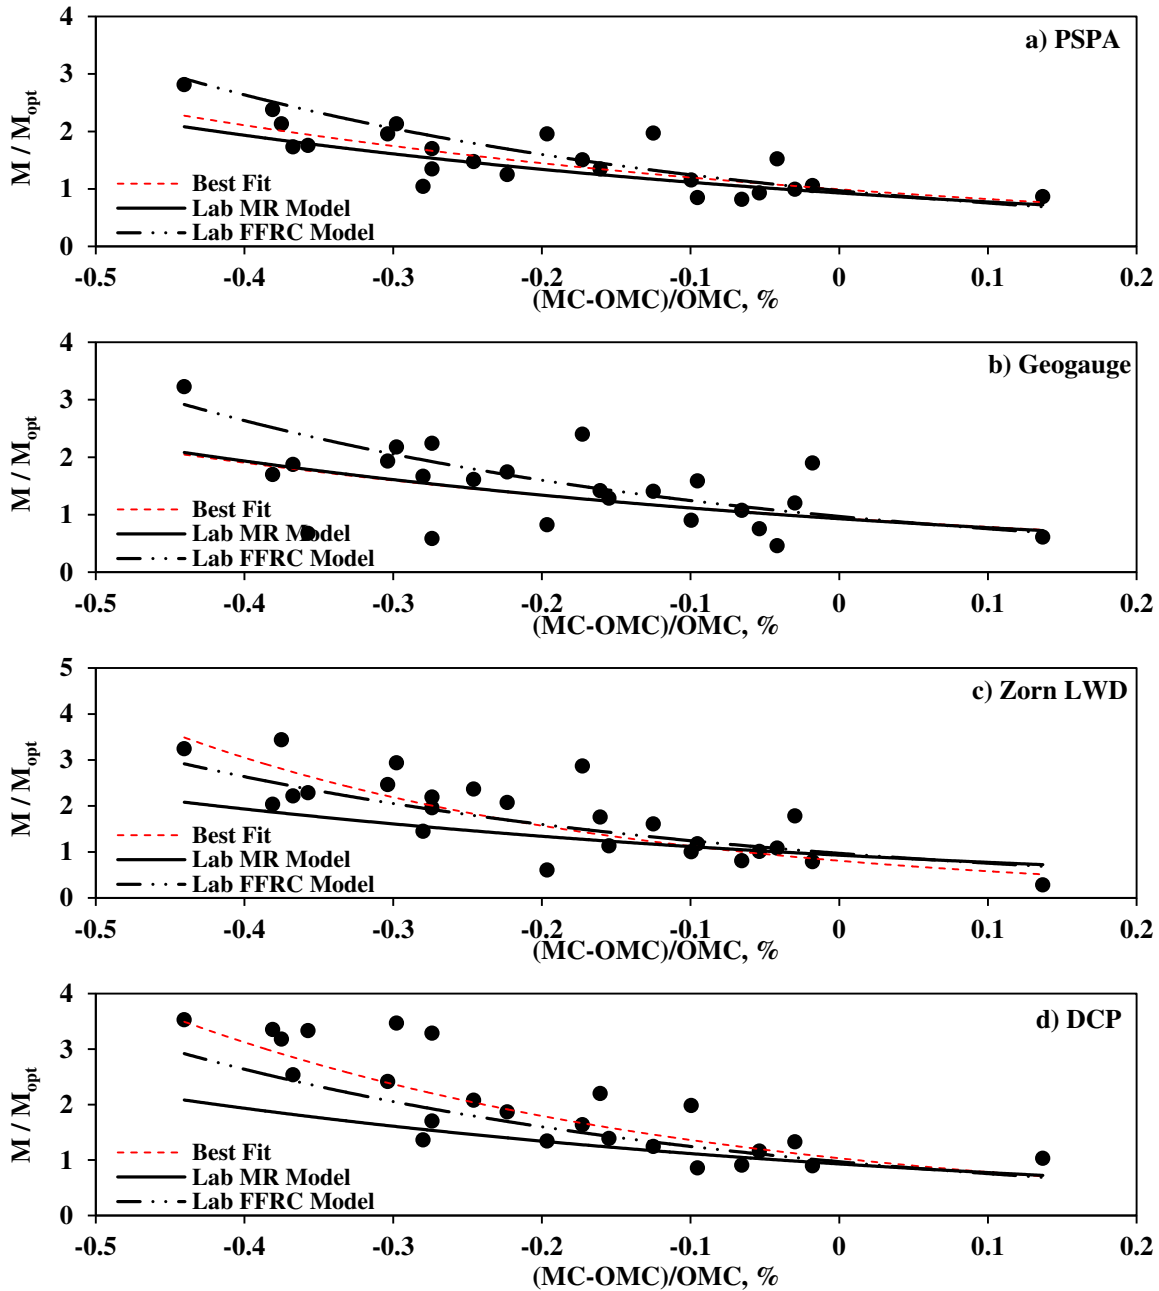 a) PSPA
M / Mopt
4
3
2
1
0
Best Fit
Lab MR Model
Lab FFRC Model
-0.5 -0.4 -0.3 -0.2 -0.1 0 0.1 0.2
(MC-OMC)/OMC, %
b) Geogauge
M / Mopt
4
3
2
1
0
Best Fit
Lab MR Model
Lab FFRC Model
-0.5 -0.4 -0.3 -0.2 -0.1 0 0.1 0.2
(MC-OMC)/OMC, %
c) Zorn LWD
M / Mopt
5
4
3
2
1
0
Best Fit
Lab MR Model
Lab FFRC Model
-0.5 -0.4 -0.3 -0.2 -0.1 0 0.1 0.2
(MC-OMC)/OMC, %
d) DCP
M / Mopt
4
3
2
1
0
Best Fit
Lab MR Model
Lab FFRC Model
-0.5 -0.4 -0.3 -0.2 -0.1 0 0.1 0.2
(MC-OMC)/OMC, %